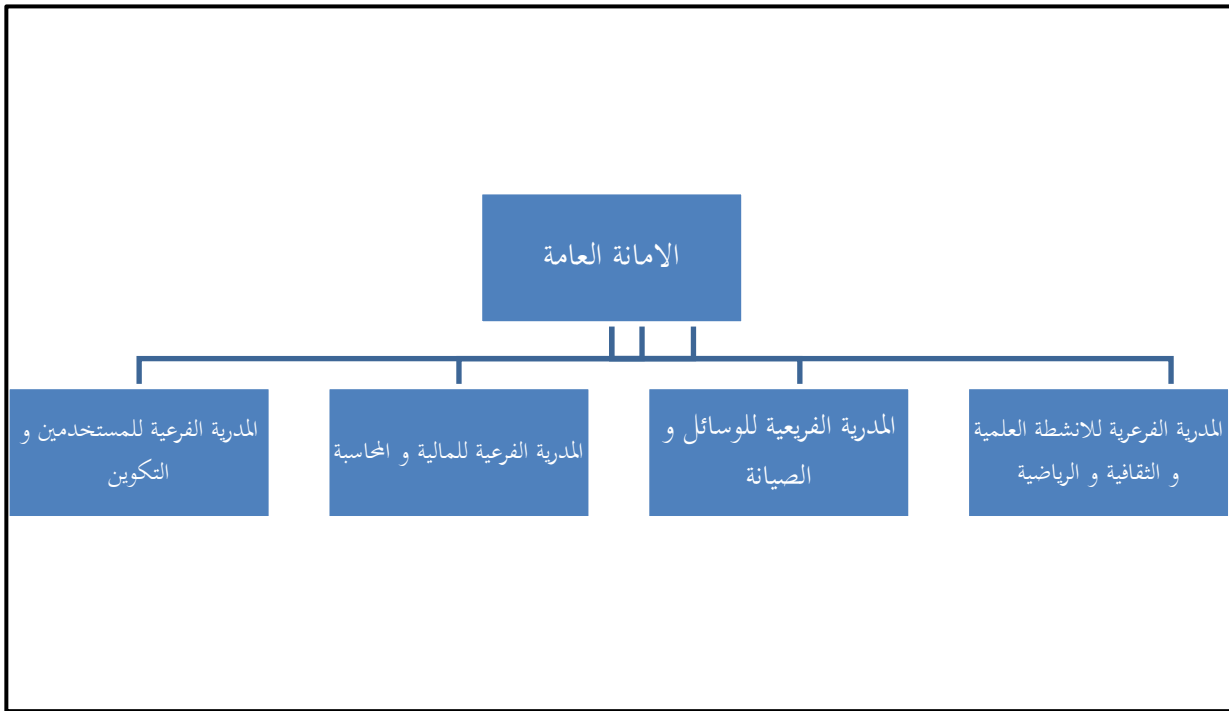 الامانة العامة
المدرية الفرعرية للانشطة العلمية
و الثقافية و الرياضية
المدرية الفريعية للوسائل و
الصيانة
المدرية الفرعية للمالية و المحاسبة
المدرية الفرعية للمستخدمين و
التكوين